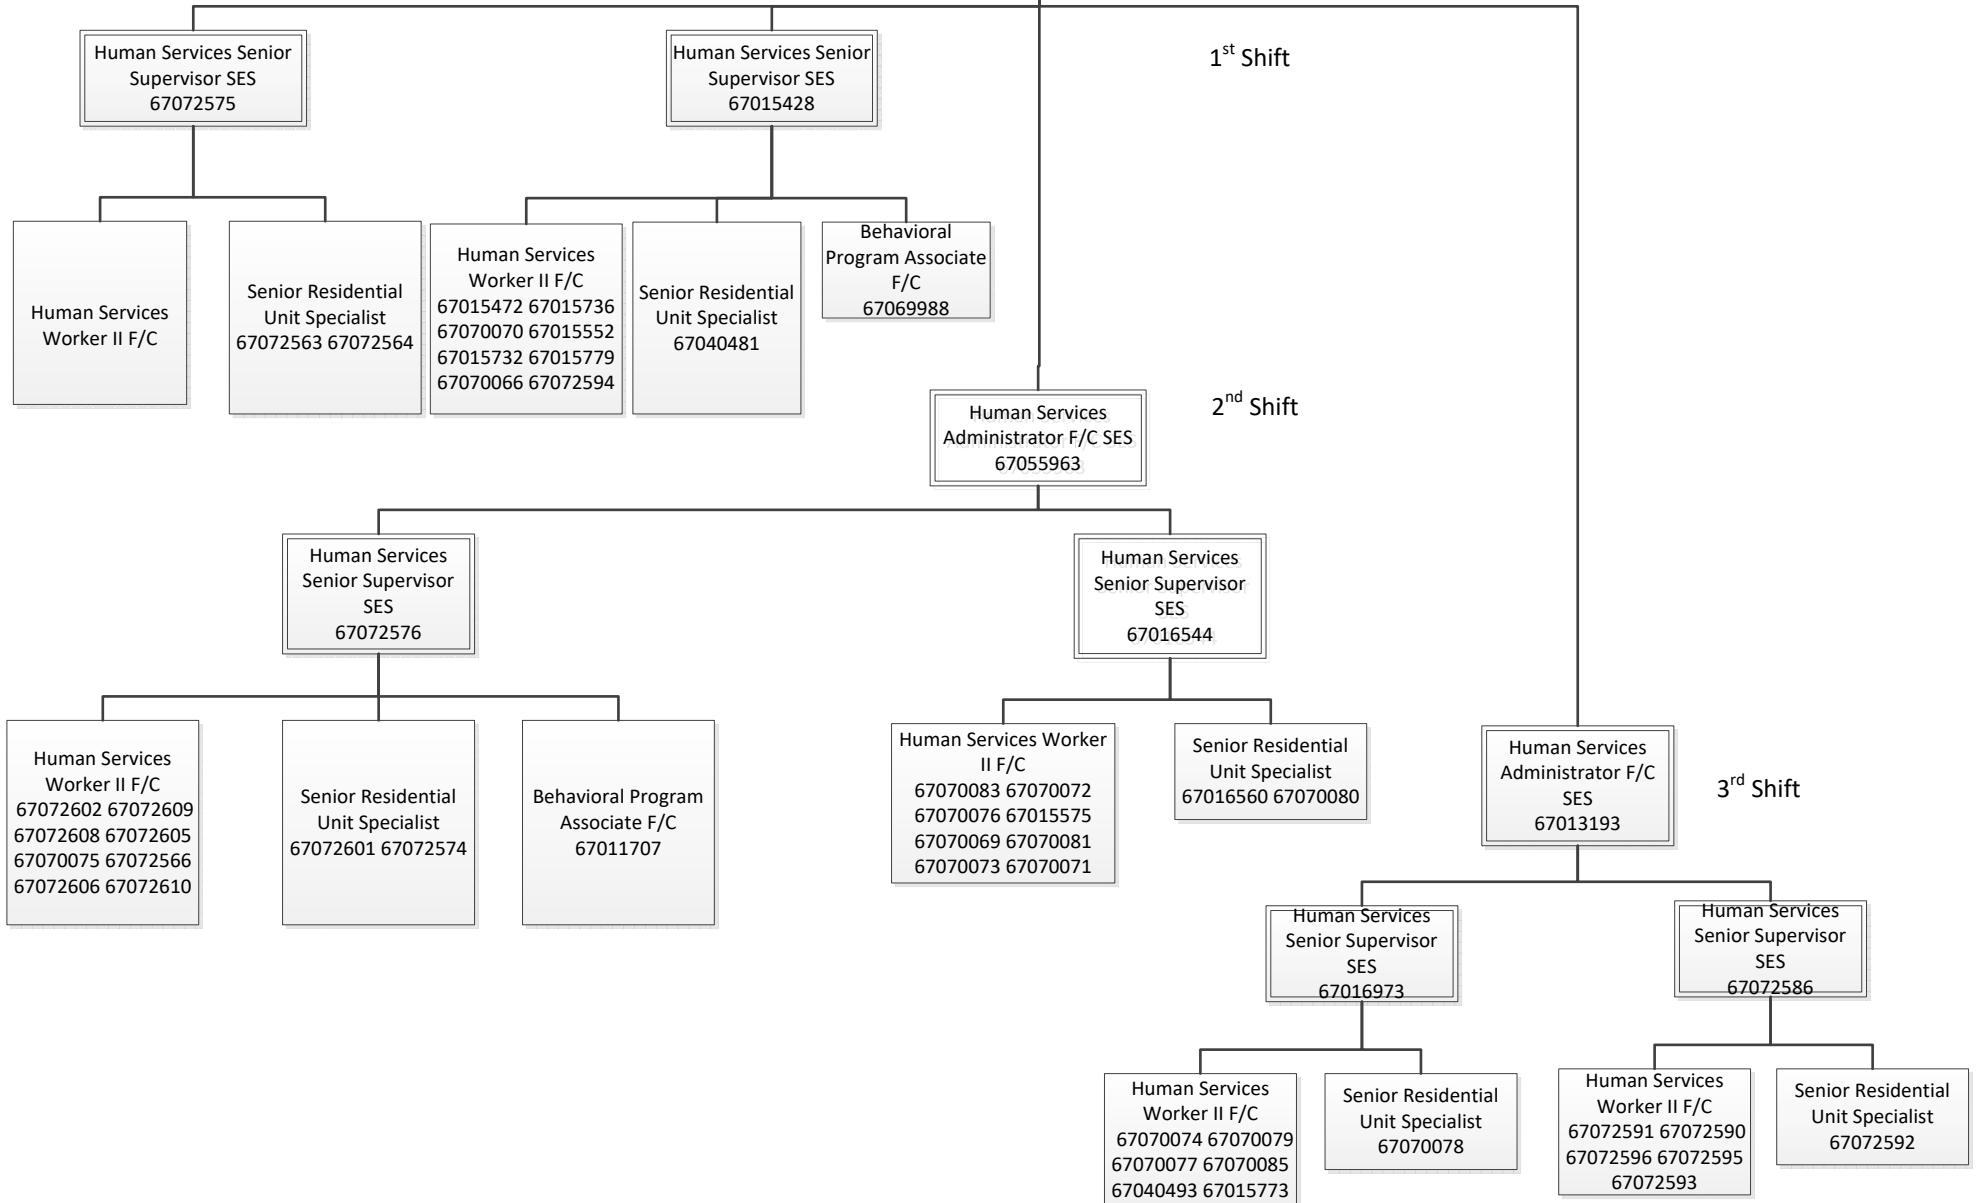 Human Services Senior
Supervisor SES
67072575
Human Services Senior
Supervisor SES
67015428
1st Shift
Human Services
Worker II F/C
Senior Residential
Unit Specialist
67072563 67072564
Human Services
Worker II F/C
67015472 67015736
67070070 67015552
67015732 67015779
67070066 67072594
Senior Residential
Unit Specialist
67040481
Behavioral
Program Associate
F/C
67069988
Human Services
Administrator F/C SES
67055963
2nd Shift
Human Services
Senior Supervisor
SES
67072576
Human Services
Senior Supervisor
SES
67016544
Human Services
Worker II F/C
67072602 67072609
67072608 67072605
67070075 67072566
67072606 67072610
Senior Residential
Unit Specialist
67072601 67072574
Behavioral Program
Associate F/C
67011707
Human Services Worker
II F/C
67070083 67070072
67070076 67015575
67070069 67070081
67070073 67070071
Senior Residential
Unit Specialist
67016560 67070080
Human Services
Administrator F/C
SES
67013193
3rd Shift
Human Services
Senior Supervisor
SES
67016973
Human Services
Senior Supervisor
SES
67072586
Human Services
Worker II F/C
67070074 67070079
67070077 67070085
67040493 67015773
Senior Residential
Unit Specialist
67070078
Human Services
Worker II F/C
67072591 67072590
67072596 67072595
67072593
Senior Residential
Unit Specialist
67072592